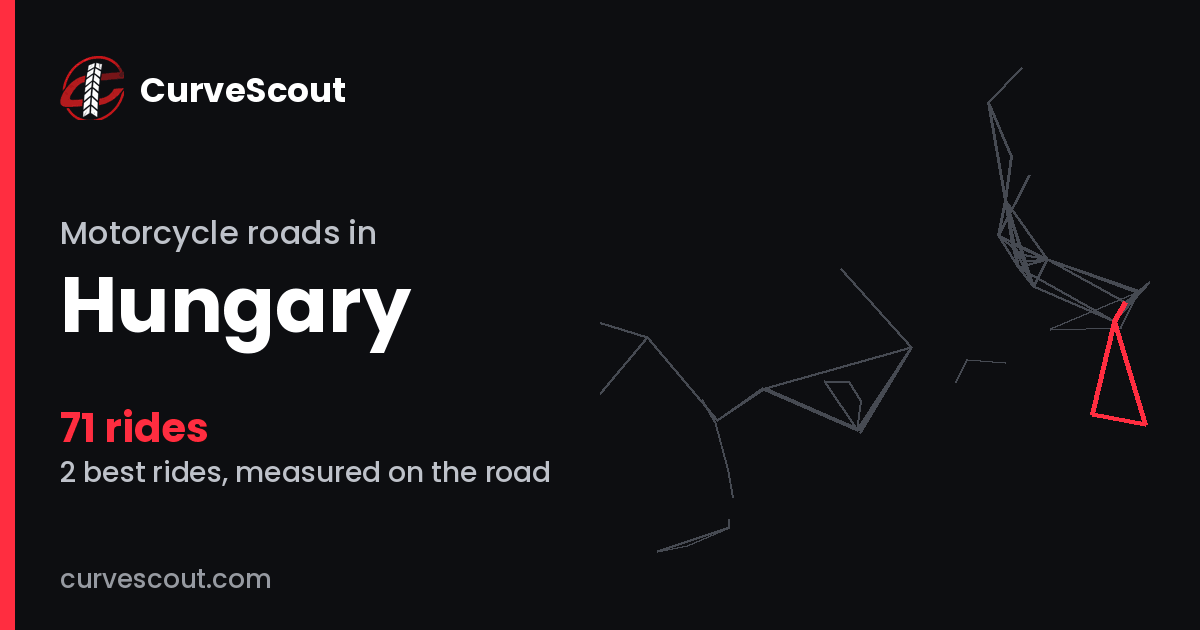 CurveScout
Motorcycle roads in
Hungary
71 rides
2 best rides, measured on the road
curvescout.com